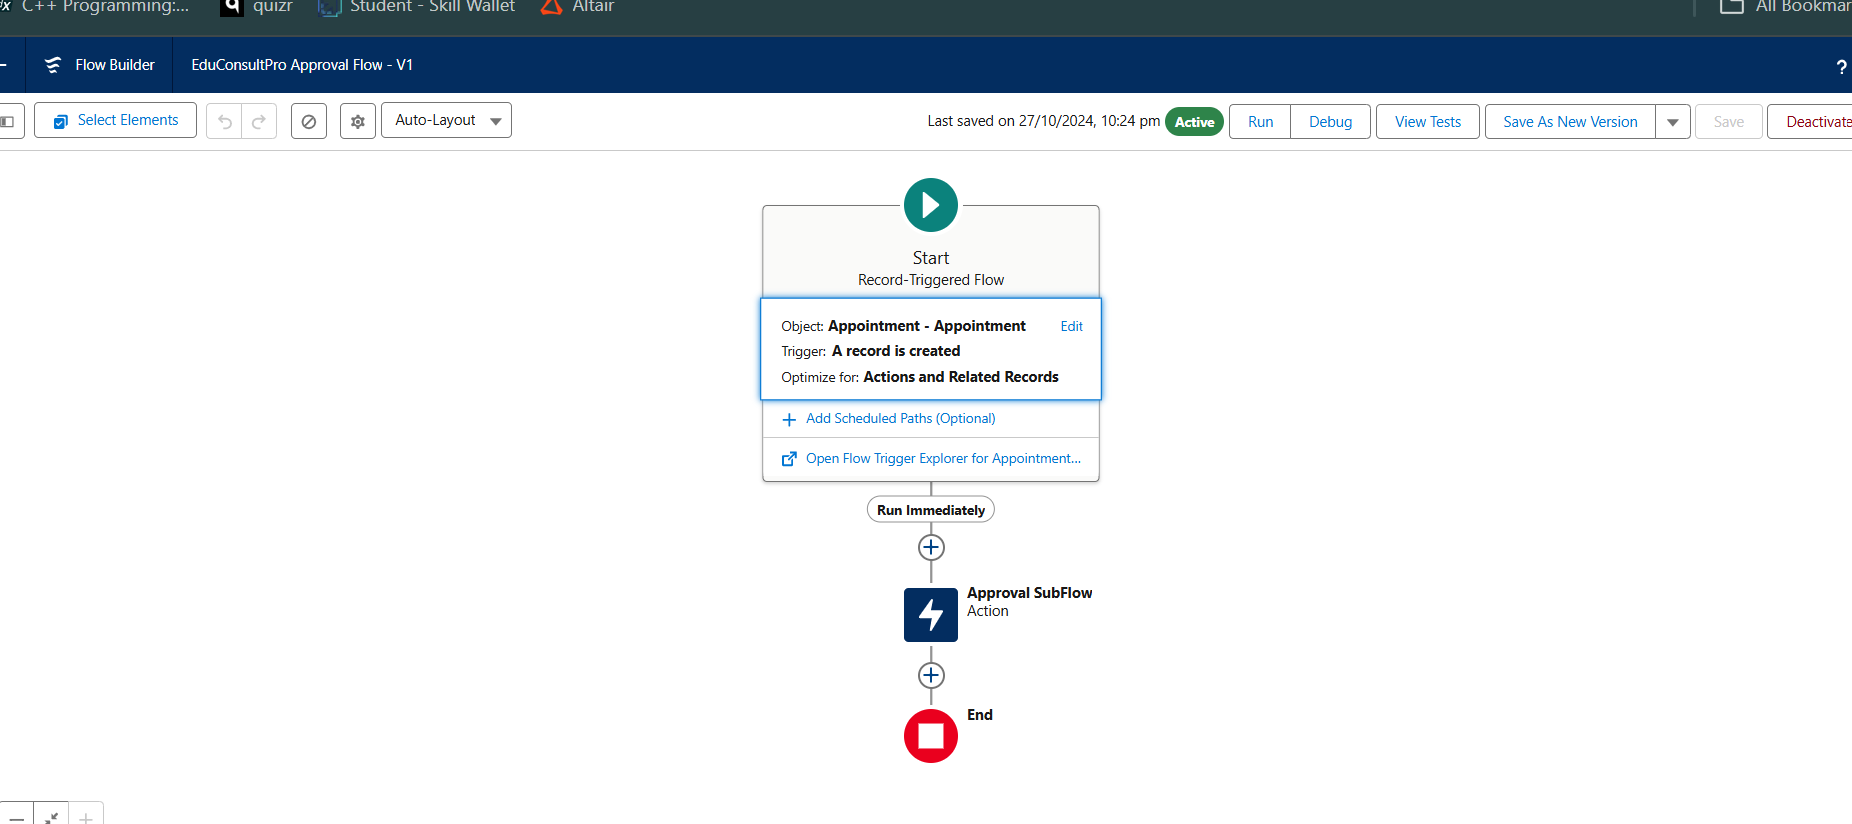 C++ Programming:...
quizr
Student - Skill Wallet
Altair
All Bookmar
Flow Builder
EduConsultPro Approval Flow - V1
?
Select Elements
Auto-Layout
Last saved on 27/10/2024, 10:24 pm
Active
Run
Debug
View Tests
Save As New Version
Save
Deactivate
Start
Record-Triggered Flow
Object: Appointment - Appointment
Edit
Trigger: A record is created
Optimize for: Actions and Related Records
Add Scheduled Paths (Optional)
Open Flow Trigger Explorer for Appointment...
Run Immediately
Approval SubFlow
Action
End